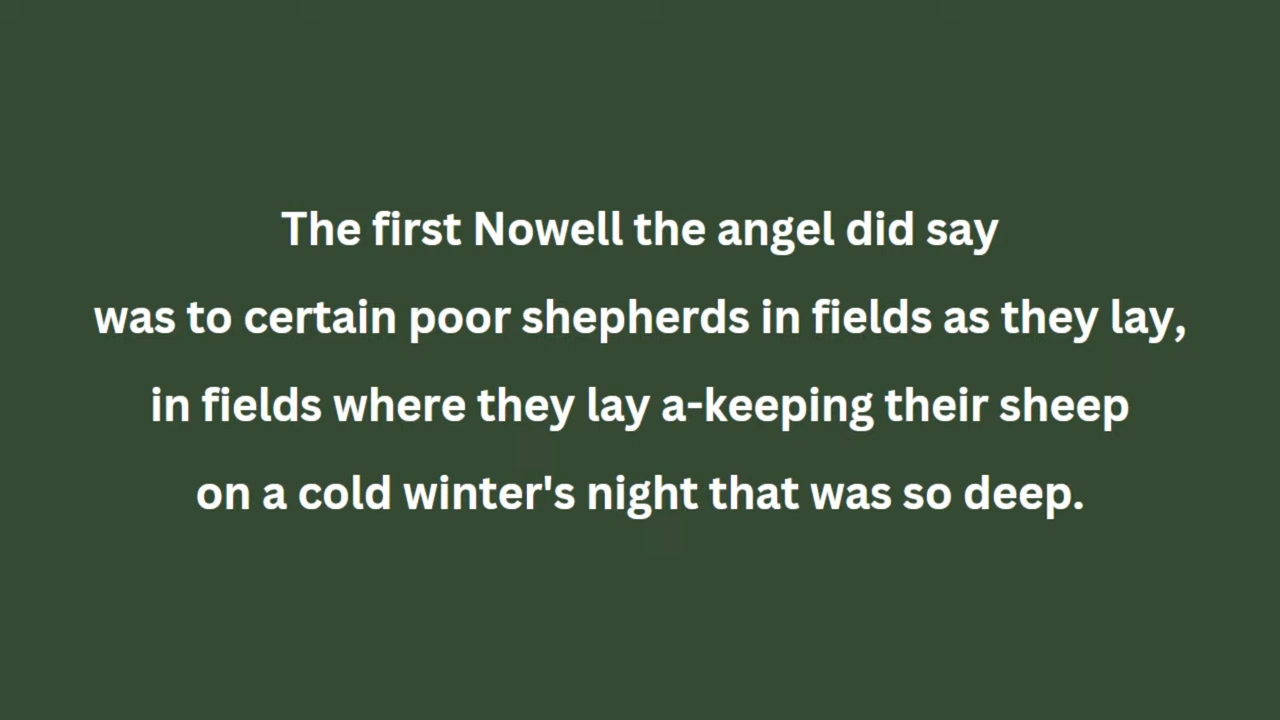 The first Nowell the angel did say
was to certain poor shepherds in fields as they lay,
in fields where they lay a-keeping their sheep
on a cold winter's night that was so deep.